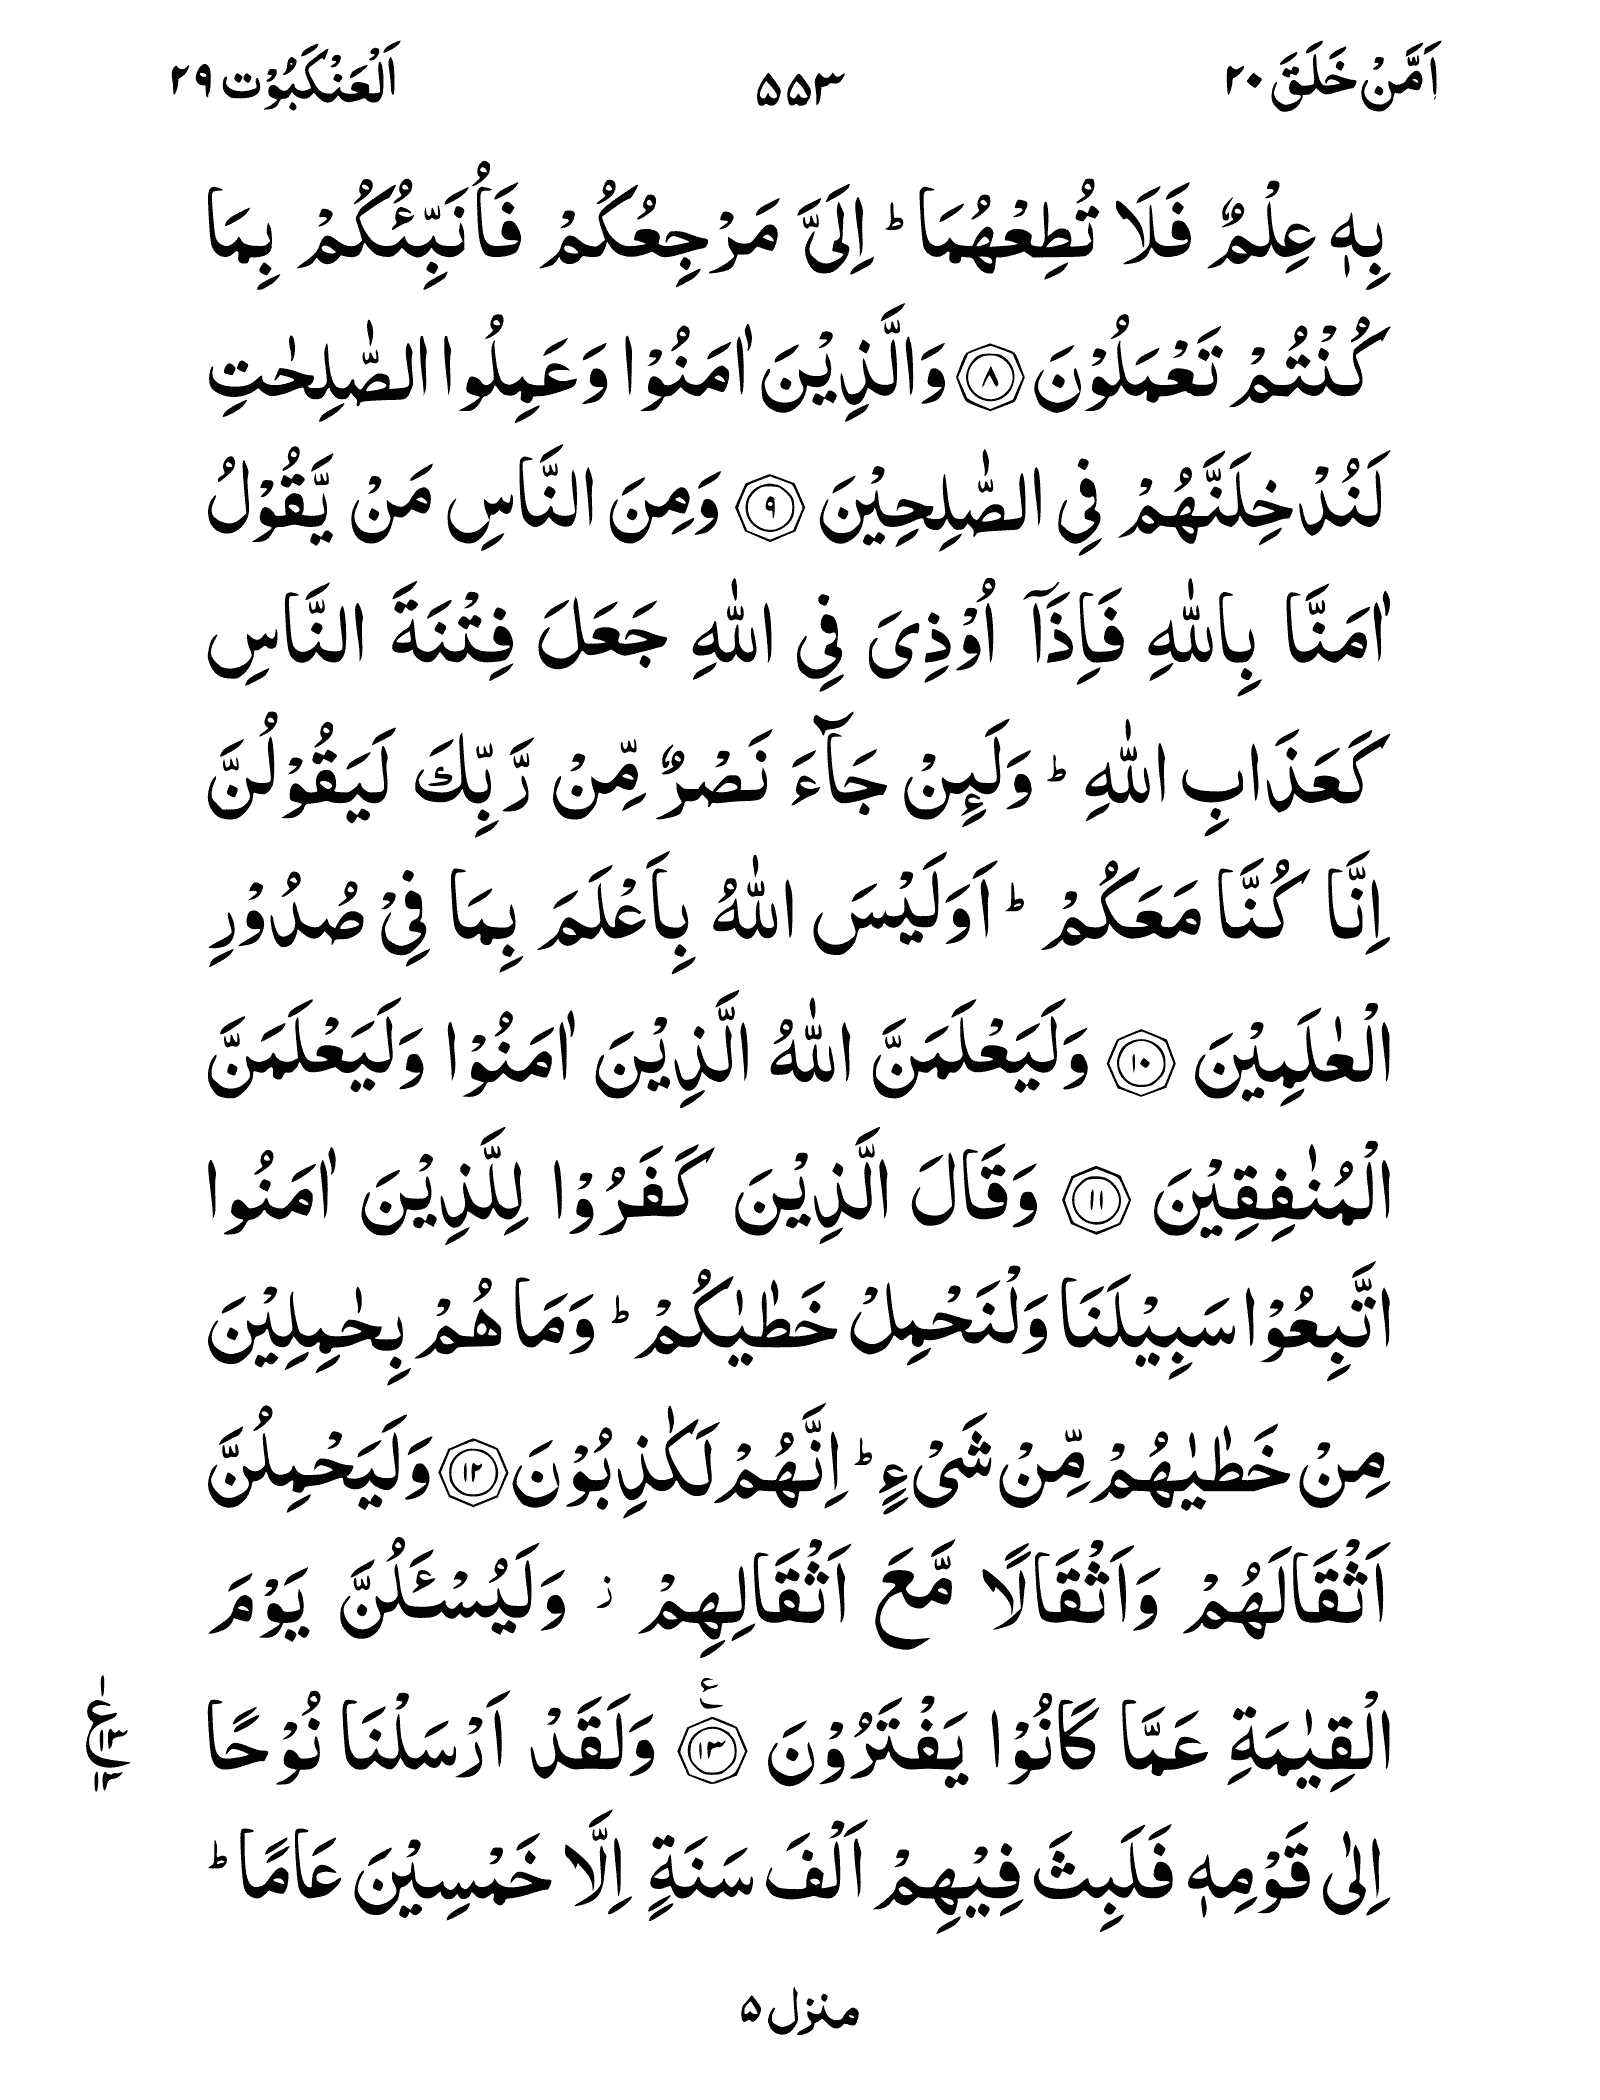 اَمَّنْ خَلَقَ ٢٠ ۵۵۳ اَلْعَنْكَبُوْت ٢٩
بِهٖ عِلْمٌ فَلَا تُطِعْهُمَا ؕ اِلَیَّ مَرْجِعُكُمْ فَاُنَبِّئُكُمْ بِمَا
كُنْتُمْ تَعْمَلُوْنَ ۝٨ وَالَّذِیْنَ اٰمَنُوْا وَعَمِلُوا الصّٰلِحٰتِ
لَنُدْخِلَنَّهُمْ فِی الصّٰلِحِیْنَ ۝٩ وَمِنَ النَّاسِ مَنْ یَّقُوْلُ
اٰمَنَّا بِاللّٰهِ فَاِذَاۤ اُوْذِیَ فِی اللّٰهِ جَعَلَ فِتْنَةَ النَّاسِ
كَعَذَابِ اللّٰهِ ؕ وَلَىِٕنْ جَآءَ نَصْرٌ مِّنْ رَّبِّكَ لَیَقُوْلُنَّ
اِنَّا كُنَّا مَعَكُمْ ؕ اَوَلَیْسَ اللّٰهُ بِاَعْلَمَ بِمَا فِیْ صُدُوْرِ
الْعٰلَمِیْنَ ۝١٠ وَلَیَعْلَمَنَّ اللّٰهُ الَّذِیْنَ اٰمَنُوْا وَلَیَعْلَمَنَّ
الْمُنٰفِقِیْنَ ۝١١ وَقَالَ الَّذِیْنَ كَفَرُوْا لِلَّذِیْنَ اٰمَنُوا
اتَّبِعُوْا سَبِیْلَنَا وَلْنَحْمِلْ خَطٰیٰكُمْ ؕ وَمَا هُمْ بِحٰمِلِیْنَ
مِنْ خَطٰیٰهُمْ مِّنْ شَیْءٍ ؕ اِنَّهُمْ لَكٰذِبُوْنَ ۝١٢ وَلَیَحْمِلُنَّ
اَثْقَالَهُمْ وَاَثْقَالًا مَّعَ اَثْقَالِهِمْ ز وَلَیُسْـَٔلُنَّ یَوْمَ
الْقِیٰمَةِ عَمَّا كَانُوْا یَفْتَرُوْنَ ۝١٣ ع وَلَقَدْ اَرْسَلْنَا نُوْحًا
ع ١ ١٣ ١٣
اِلٰی قَوْمِهٖ فَلَبِثَ فِیْهِمْ اَلْفَ سَنَةٍ اِلَّا خَمْسِیْنَ عَامًا ؕ
منزل ۵